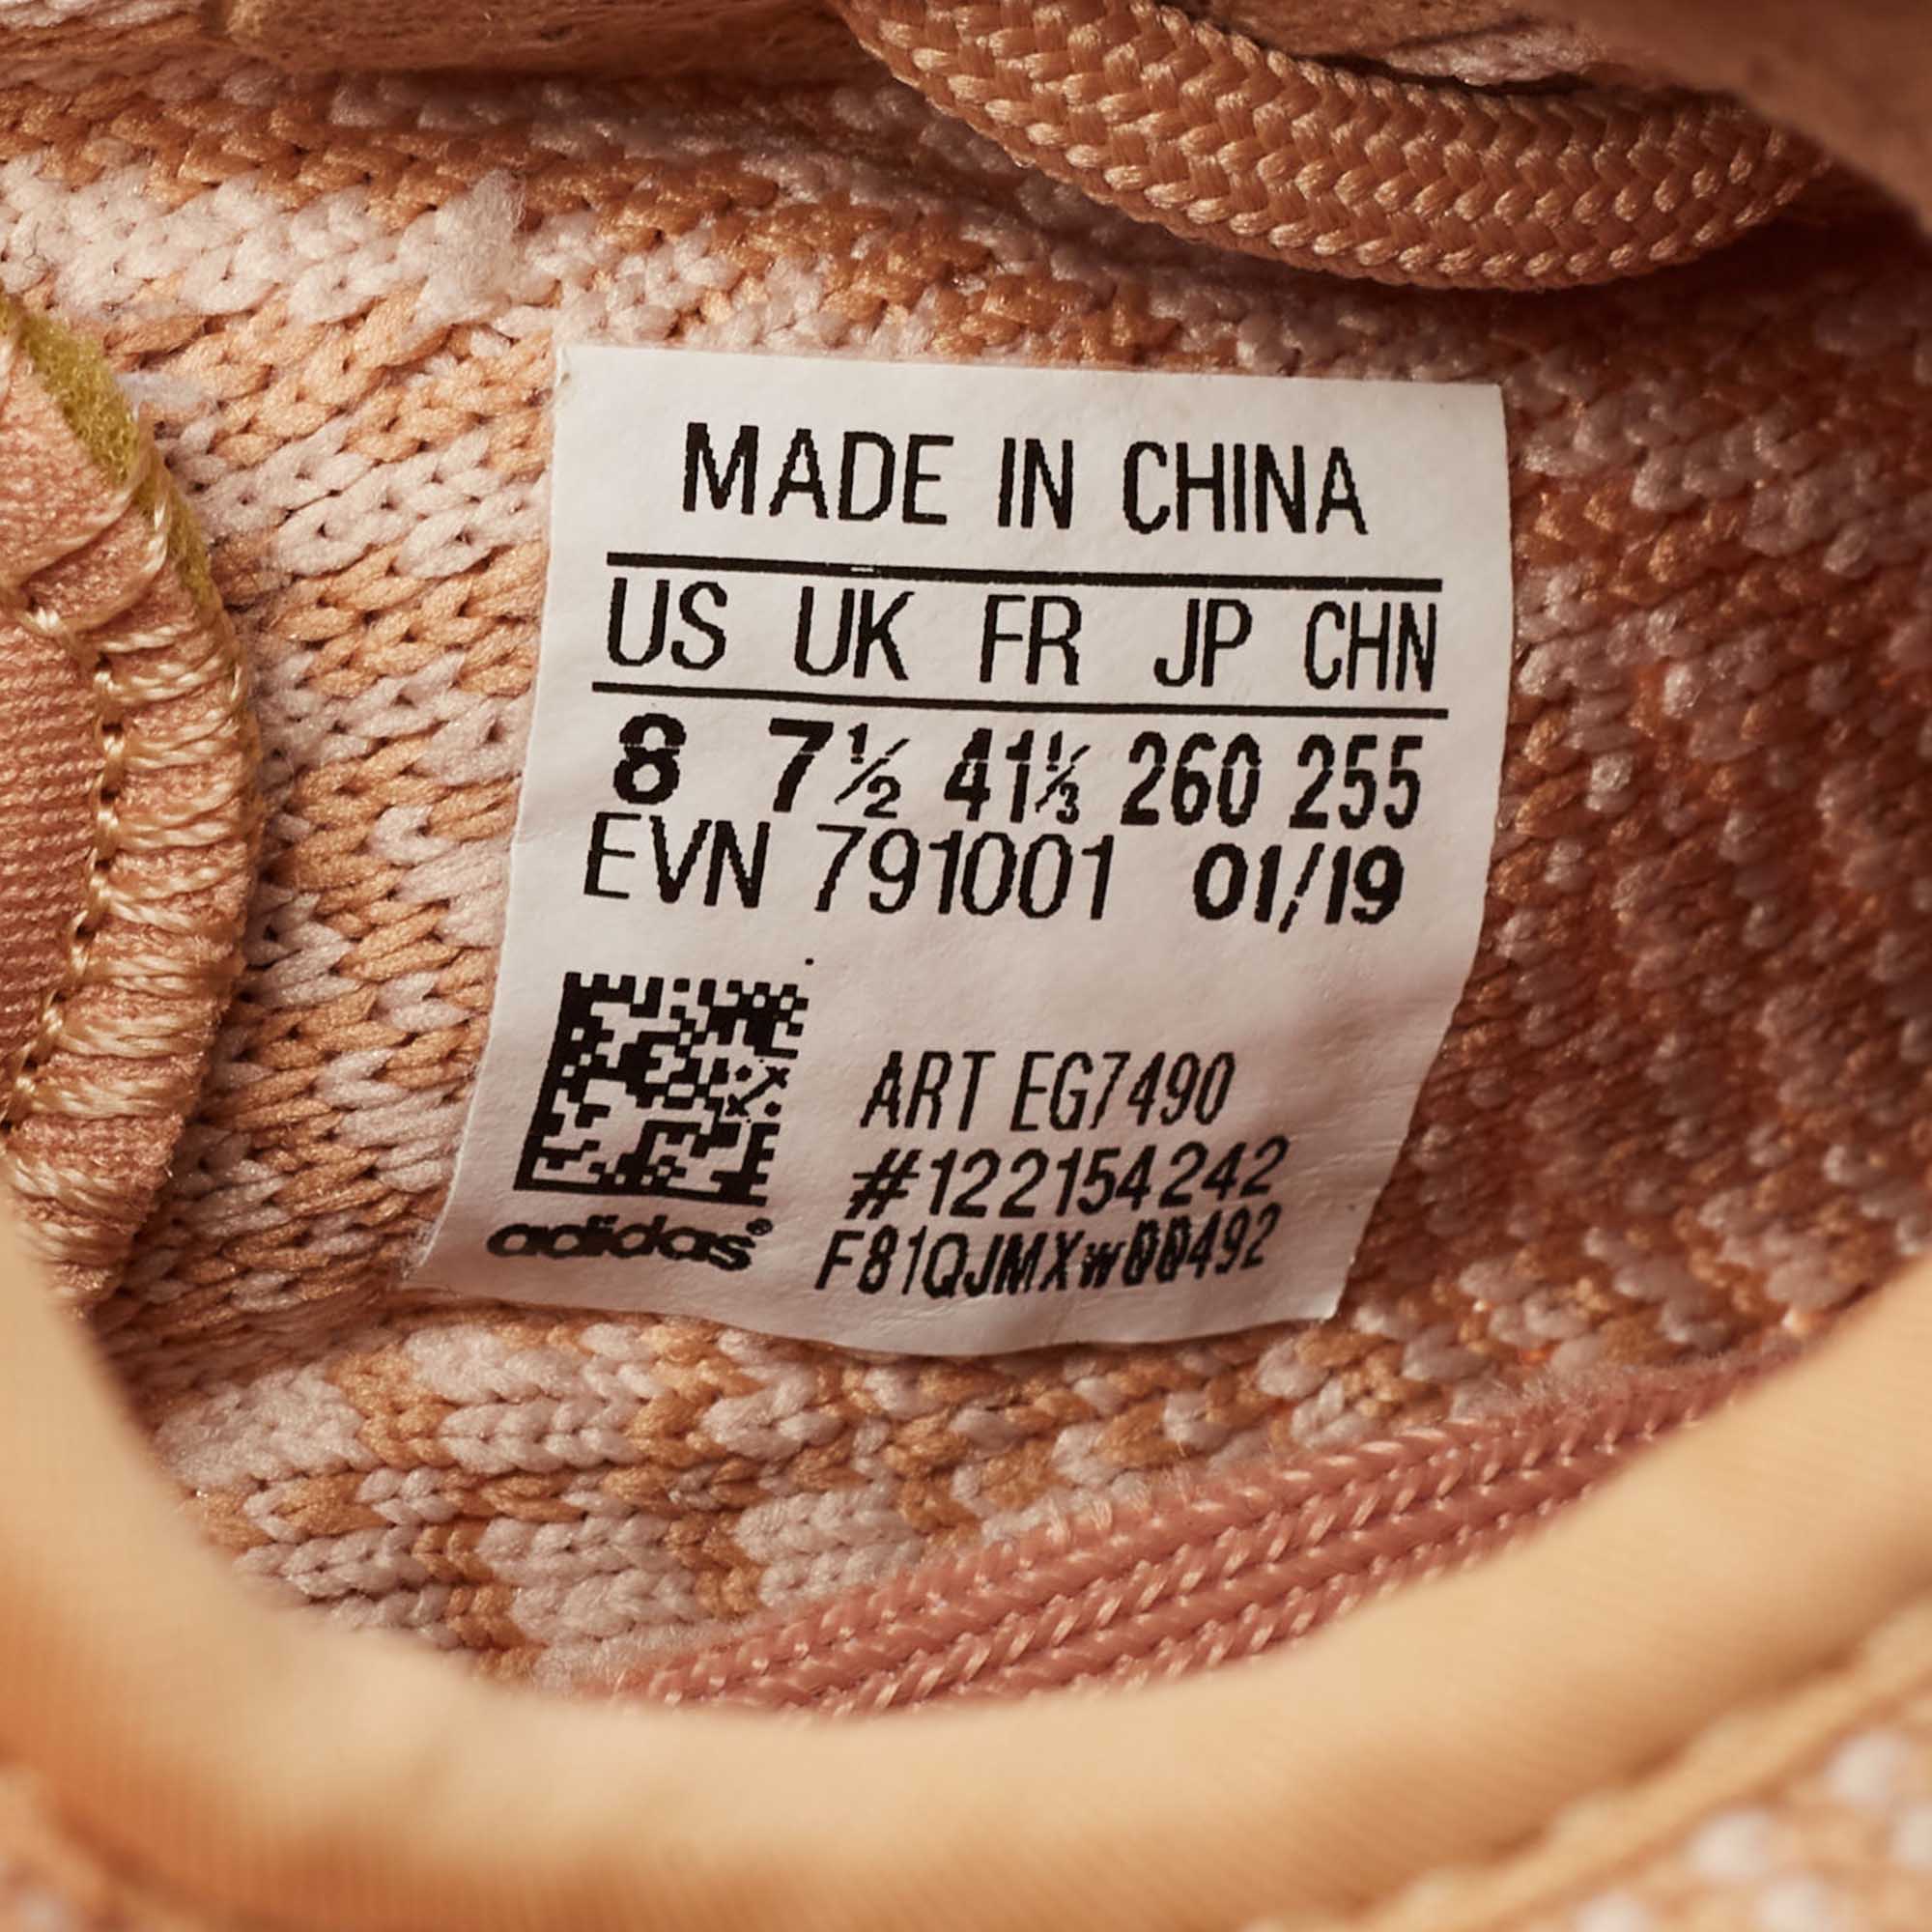 MADE IN CHINA
US UK FR JP CHN
8 7½ 41⅓ 260 255
EVN 791001 01/19
ART EG7490
#122154242
adidas®
F81QJMXw00492